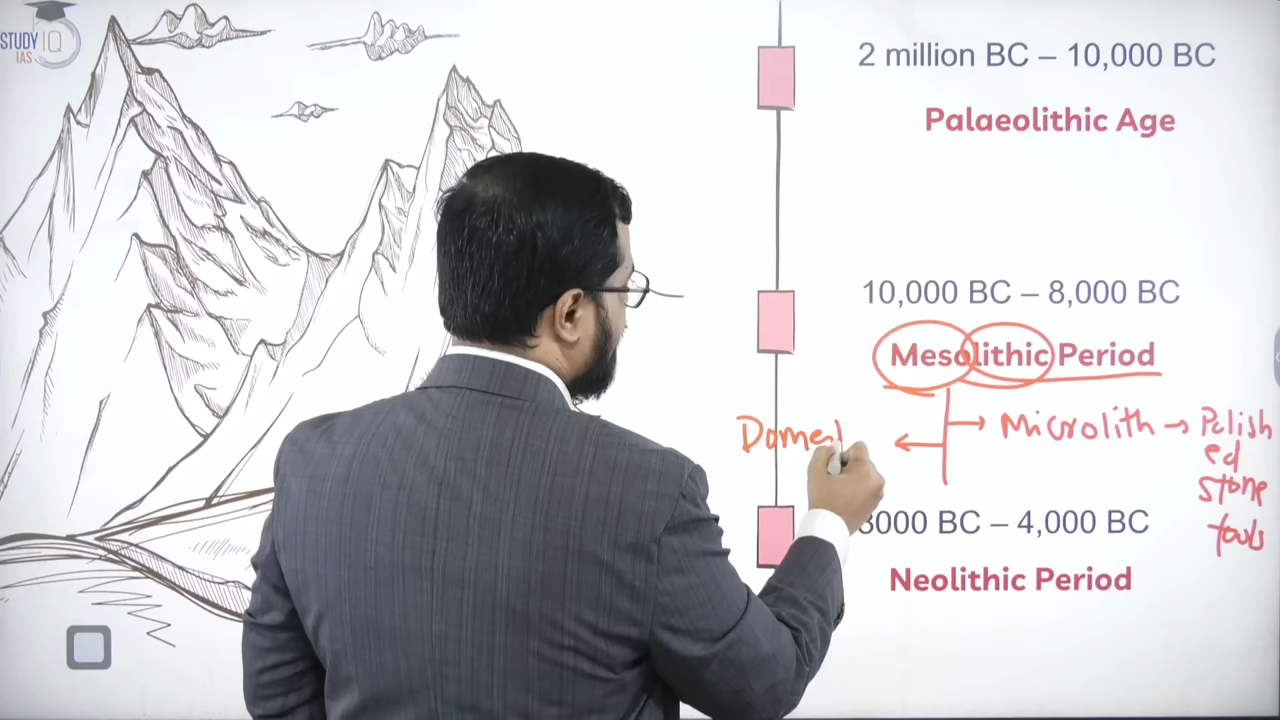 STUDY IQ
IAS
2 million BC – 10,000 BC
Palaeolithic Age
10,000 BC – 8,000 BC
Mesolithic Period
Microlith → Polish
ed
stone
tools
000 BC – 4,000 BC
Neolithic Period